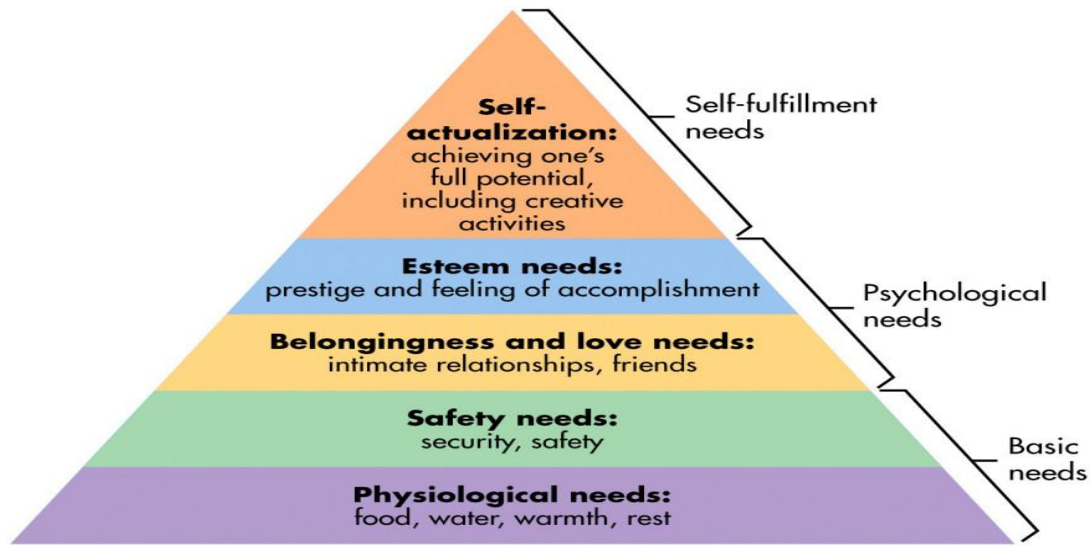 Self-
actualization:
achieving one's
full potential,
including creative
activities
Self-fulfillment
needs
Esteem needs:
prestige and feeling of accomplishment
Psychological
needs
Belongingness and love needs:
intimate relationships, friends
Safety needs:
security, safety
Basic
needs
Physiological needs:
food, water, warmth, rest